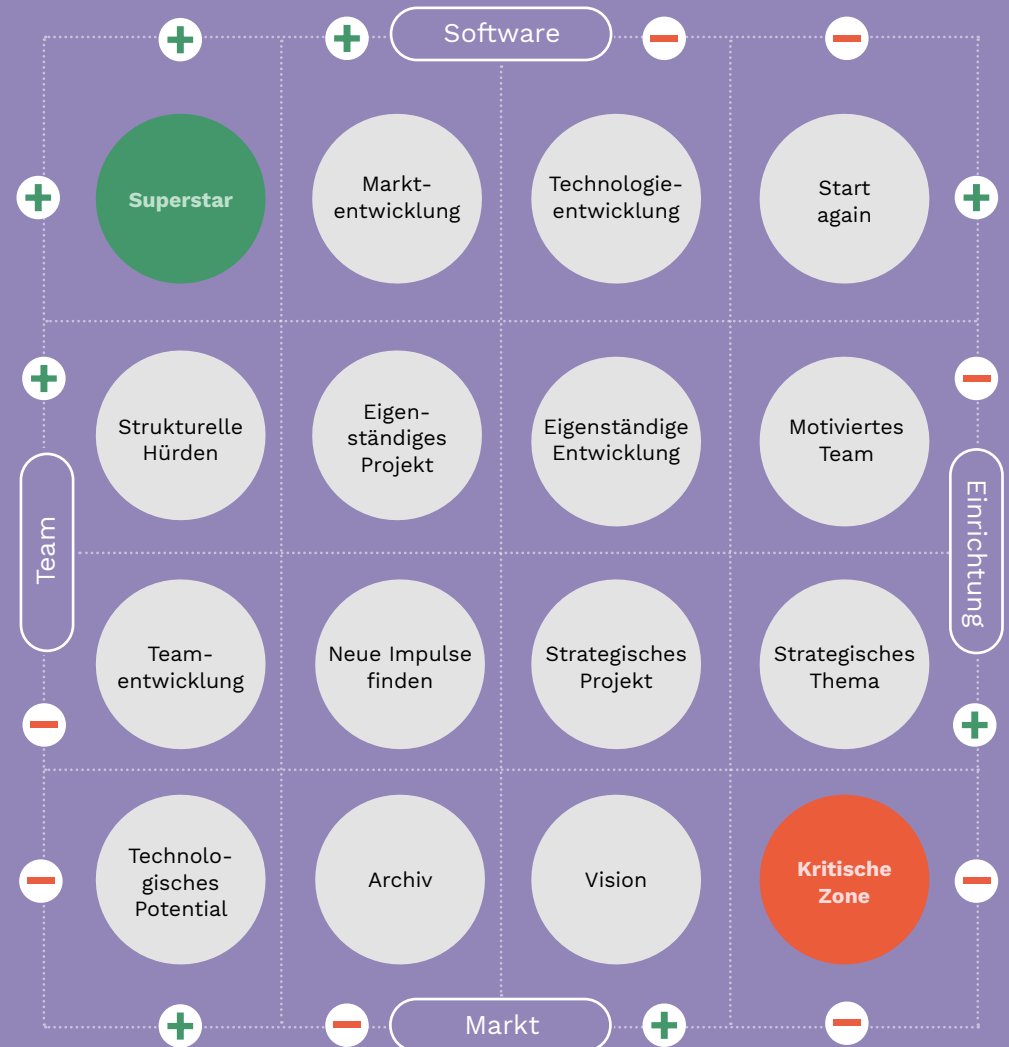 + + Software − −
Superstar
Markt-
entwicklung
Technologie-
entwicklung
Start
again
+ +
+ −
Strukturelle
Hürden
Eigen-
ständiges
Projekt
Eigenständige
Entwicklung
Motiviertes
Team
Team
Einrichtung
Team-
entwicklung
Neue Impulse
finden
Strategisches
Projekt
Strategisches
Thema
− +
Technolo-
gisches
Potential
Archiv
Vision
Kritische
Zone
− −
+ − Markt + −